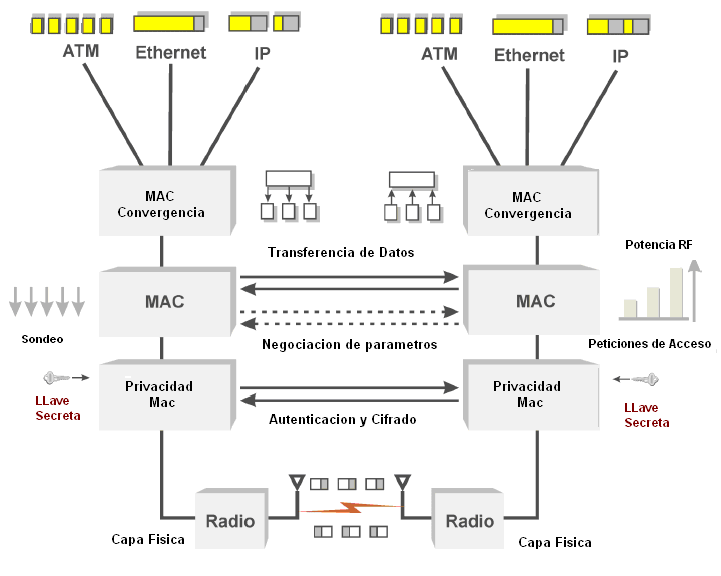 ATM
Ethernet
IP
ATM
Ethernet
IP
MAC
Convergencia
MAC
Convergencia
Transferencia de Datos
Potencia RF
MAC
MAC
Sondeo
Negociacion de parametros
Peticiones de Acceso
Privacidad
Mac
Privacidad
Mac
LLave
Secreta
LLave
Secreta
Autenticacion y Cifrado
Radio
Radio
Capa Fisica
Capa Fisica